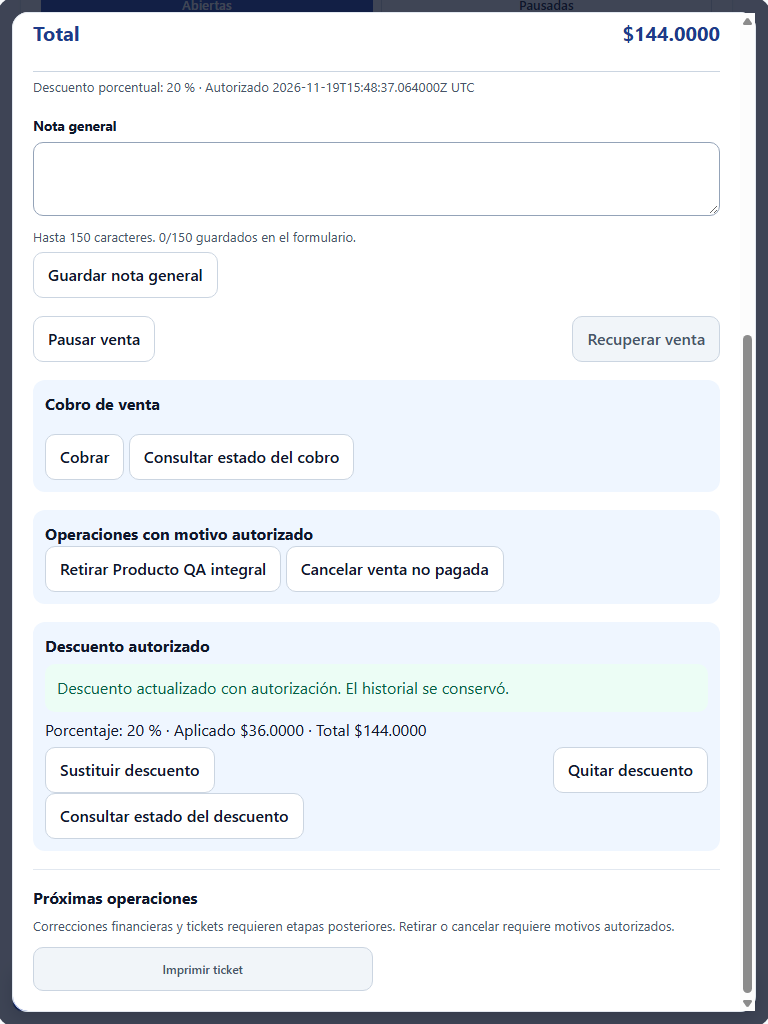 Abiertas Pausadas
Total $144.0000
Descuento porcentual: 20 % · Autorizado 2026-11-19T15:48:37.064000Z UTC
Nota general
Hasta 150 caracteres. 0/150 guardados en el formulario.
Guardar nota general
Pausar venta Recuperar venta
Cobro de venta
Cobrar Consultar estado del cobro
Operaciones con motivo autorizado
Retirar Producto QA integral Cancelar venta no pagada
Descuento autorizado
Descuento actualizado con autorización. El historial se conservó.
Porcentaje: 20 % · Aplicado $36.0000 · Total $144.0000
Sustituir descuento Quitar descuento
Consultar estado del descuento
Próximas operaciones
Correcciones financieras y tickets requieren etapas posteriores. Retirar o cancelar requiere motivos autorizados.
Imprimir ticket